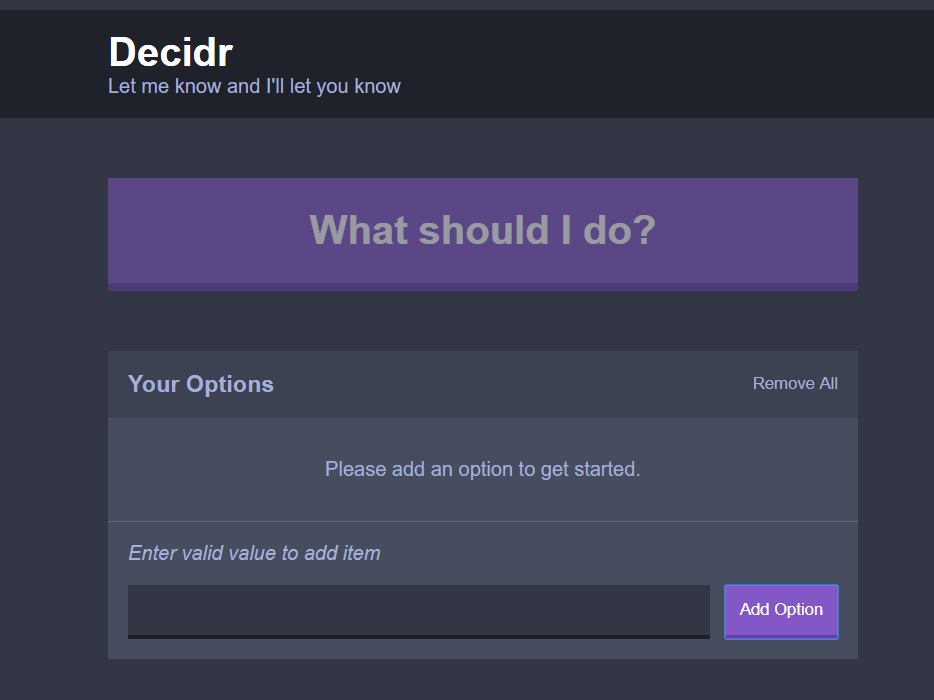 Decidr
Let me know and I'll let you know
What should I do?
Your Options
Remove All
Please add an option to get started.
Enter valid value to add item
Add Option